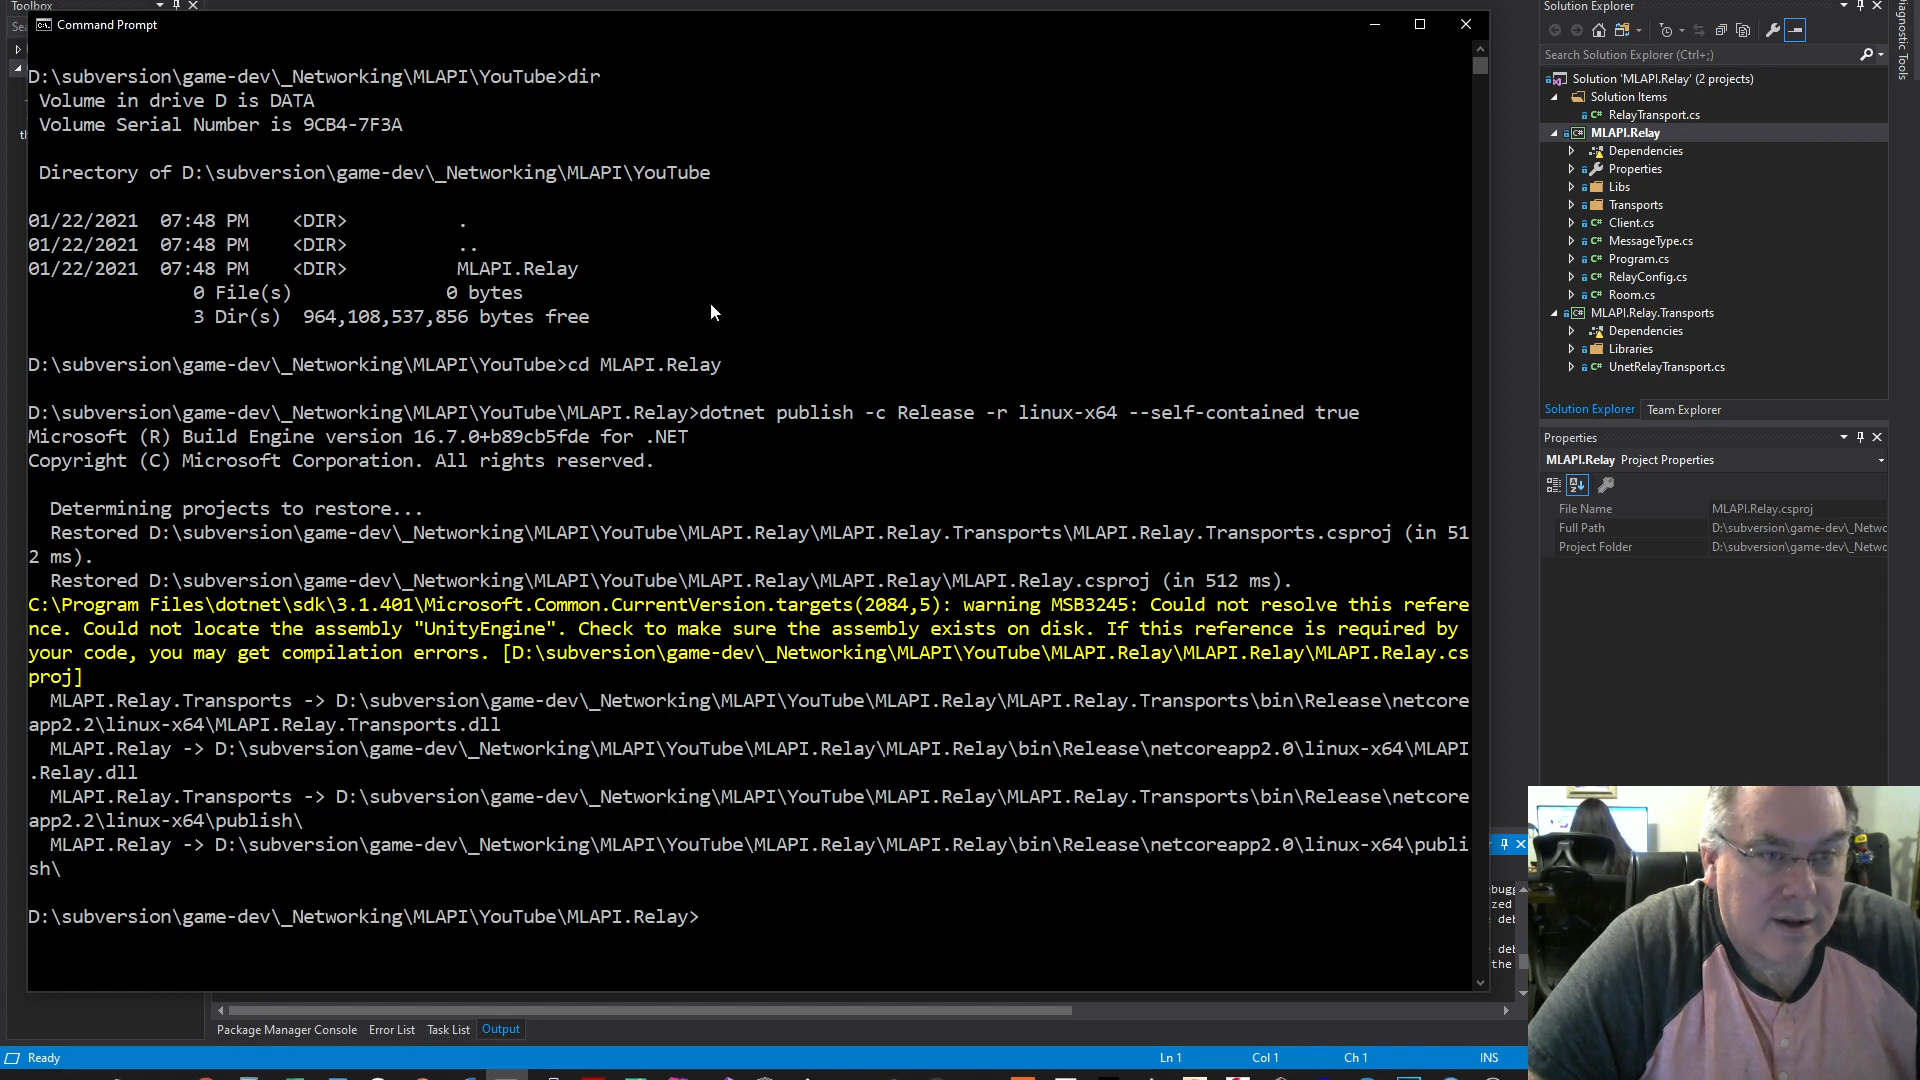 Toolbox
Command Prompt
D:\subversion\game-dev\_Networking\MLAPI\YouTube>dir
Volume in drive D is DATA
Volume Serial Number is 9CB4-7F3A
Directory of D:\subversion\game-dev\_Networking\MLAPI\YouTube
01/22/2021 07:48 PM <DIR> .
01/22/2021 07:48 PM <DIR> ..
01/22/2021 07:48 PM <DIR> MLAPI.Relay
0 File(s) 0 bytes
3 Dir(s) 964,108,537,856 bytes free
D:\subversion\game-dev\_Networking\MLAPI\YouTube>cd MLAPI.Relay
D:\subversion\game-dev\_Networking\MLAPI\YouTube\MLAPI.Relay>dotnet publish -c Release -r linux-x64 --self-contained true
Microsoft (R) Build Engine version 16.7.0+b89cb5fde for .NET
Copyright (C) Microsoft Corporation. All rights reserved.
Determining projects to restore...
Restored D:\subversion\game-dev\_Networking\MLAPI\YouTube\MLAPI.Relay\MLAPI.Relay.Transports\MLAPI.Relay.Transports.csproj (in 51
2 ms).
Restored D:\subversion\game-dev\_Networking\MLAPI\YouTube\MLAPI.Relay\MLAPI.Relay\MLAPI.Relay.csproj (in 512 ms).
C:\Program Files\dotnet\sdk\3.1.401\Microsoft.Common.CurrentVersion.targets(2084,5): warning MSB3245: Could not resolve this refere
nce. Could not locate the assembly "UnityEngine". Check to make sure the assembly exists on disk. If this reference is required by
your code, you may get compilation errors. [D:\subversion\game-dev\_Networking\MLAPI\YouTube\MLAPI.Relay\MLAPI.Relay\MLAPI.Relay.cs
proj]
MLAPI.Relay.Transports -> D:\subversion\game-dev\_Networking\MLAPI\YouTube\MLAPI.Relay\MLAPI.Relay.Transports\bin\Release\netcore
app2.2\linux-x64\MLAPI.Relay.Transports.dll
MLAPI.Relay -> D:\subversion\game-dev\_Networking\MLAPI\YouTube\MLAPI.Relay\MLAPI.Relay\bin\Release\netcoreapp2.0\linux-x64\MLAPI
.Relay.dll
MLAPI.Relay.Transports -> D:\subversion\game-dev\_Networking\MLAPI\YouTube\MLAPI.Relay\MLAPI.Relay.Transports\bin\Release\netcore
app2.2\linux-x64\publish\
MLAPI.Relay -> D:\subversion\game-dev\_Networking\MLAPI\YouTube\MLAPI.Relay\MLAPI.Relay\bin\Release\netcoreapp2.0\linux-x64\publi
sh\
D:\subversion\game-dev\_Networking\MLAPI\YouTube\MLAPI.Relay>
Package Manager Console Error List Task List Output
Ready Ln 1 Col 1 Ch 1 INS
Solution Explorer
Search Solution Explorer (Ctrl+;)
Solution 'MLAPI.Relay' (2 projects)
Solution Items
RelayTransport.cs
MLAPI.Relay
Dependencies
Properties
Libs
Transports
Client.cs
MessageType.cs
Program.cs
RelayConfig.cs
Room.cs
MLAPI.Relay.Transports
Dependencies
Libraries
UnetRelayTransport.cs
Solution Explorer Team Explorer
Properties
MLAPI.Relay Project Properties
File Name MLAPI.Relay.csproj
Full Path D:\subversion\game-dev\_Netwc
Project Folder D:\subversion\game-dev\_Netwc
Diagnostic Tools